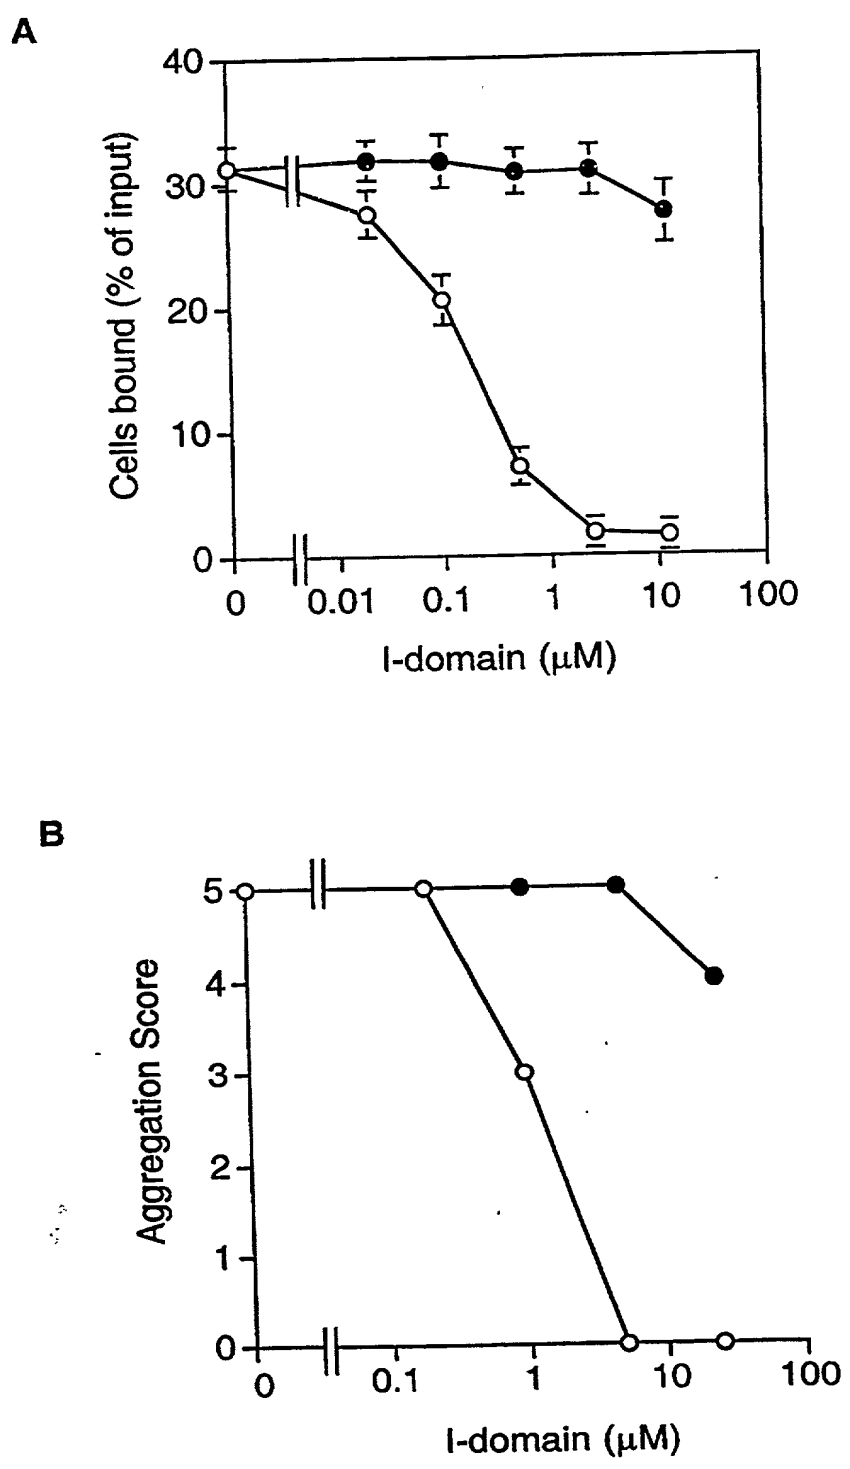 A
40
30
20
10
0
Cells bound (% of input)
0 0.01 0.1 1 10 100
I-domain (μM)
B
5
4
3
2
1
0
Aggregation Score
0 0.1 1 10 100
I-domain (μM)